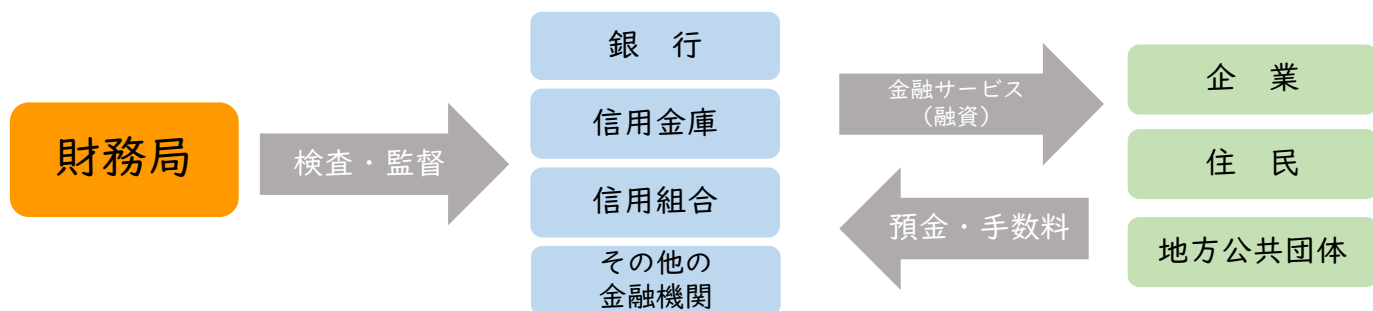 財務局
検査・監督
銀　行
信用金庫
信用組合
その他の
金融機関
金融サービス
（融資）
預金・手数料
企　業
住　民
地方公共団体